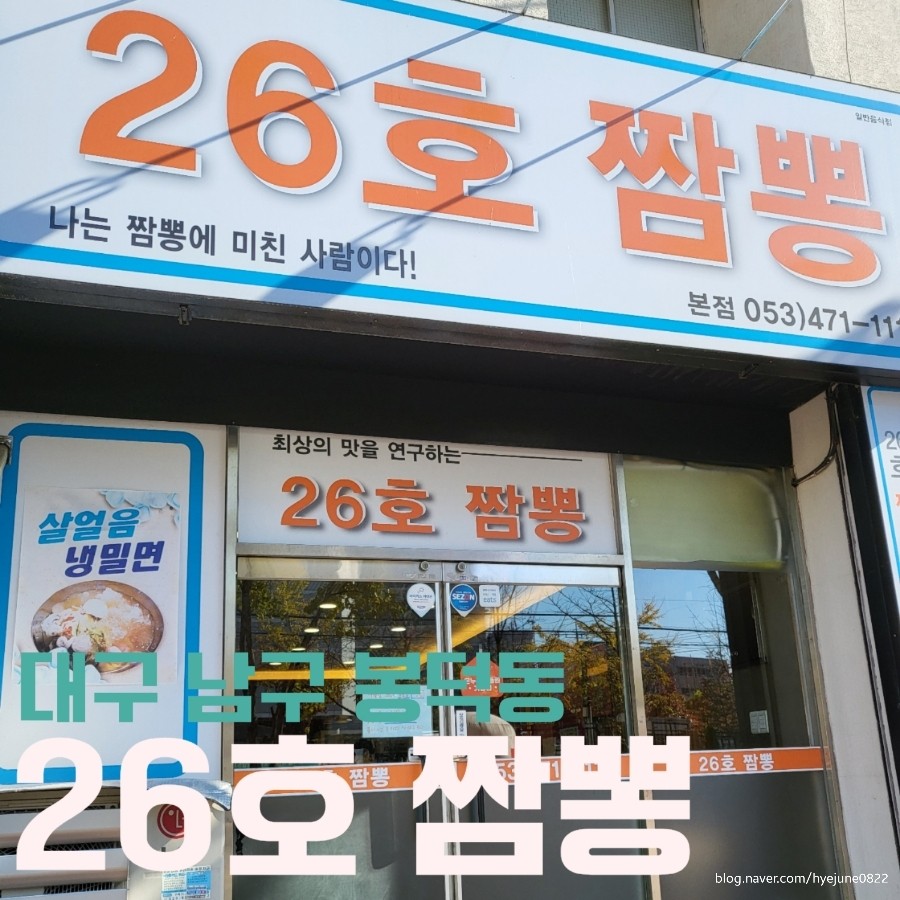 26호 짬뽕
일반음식점
나는 짬뽕에 미친 사람이다!
본점 053)471-11
최상의 맛을 연구하는
26호 짬뽕
살얼음
냉밀면
SEZON
eats
대구 남구 봉덕동
짬뽕
26호 짬뽕
26호 짬뽕
LG
blog.naver.com/hyejune0822